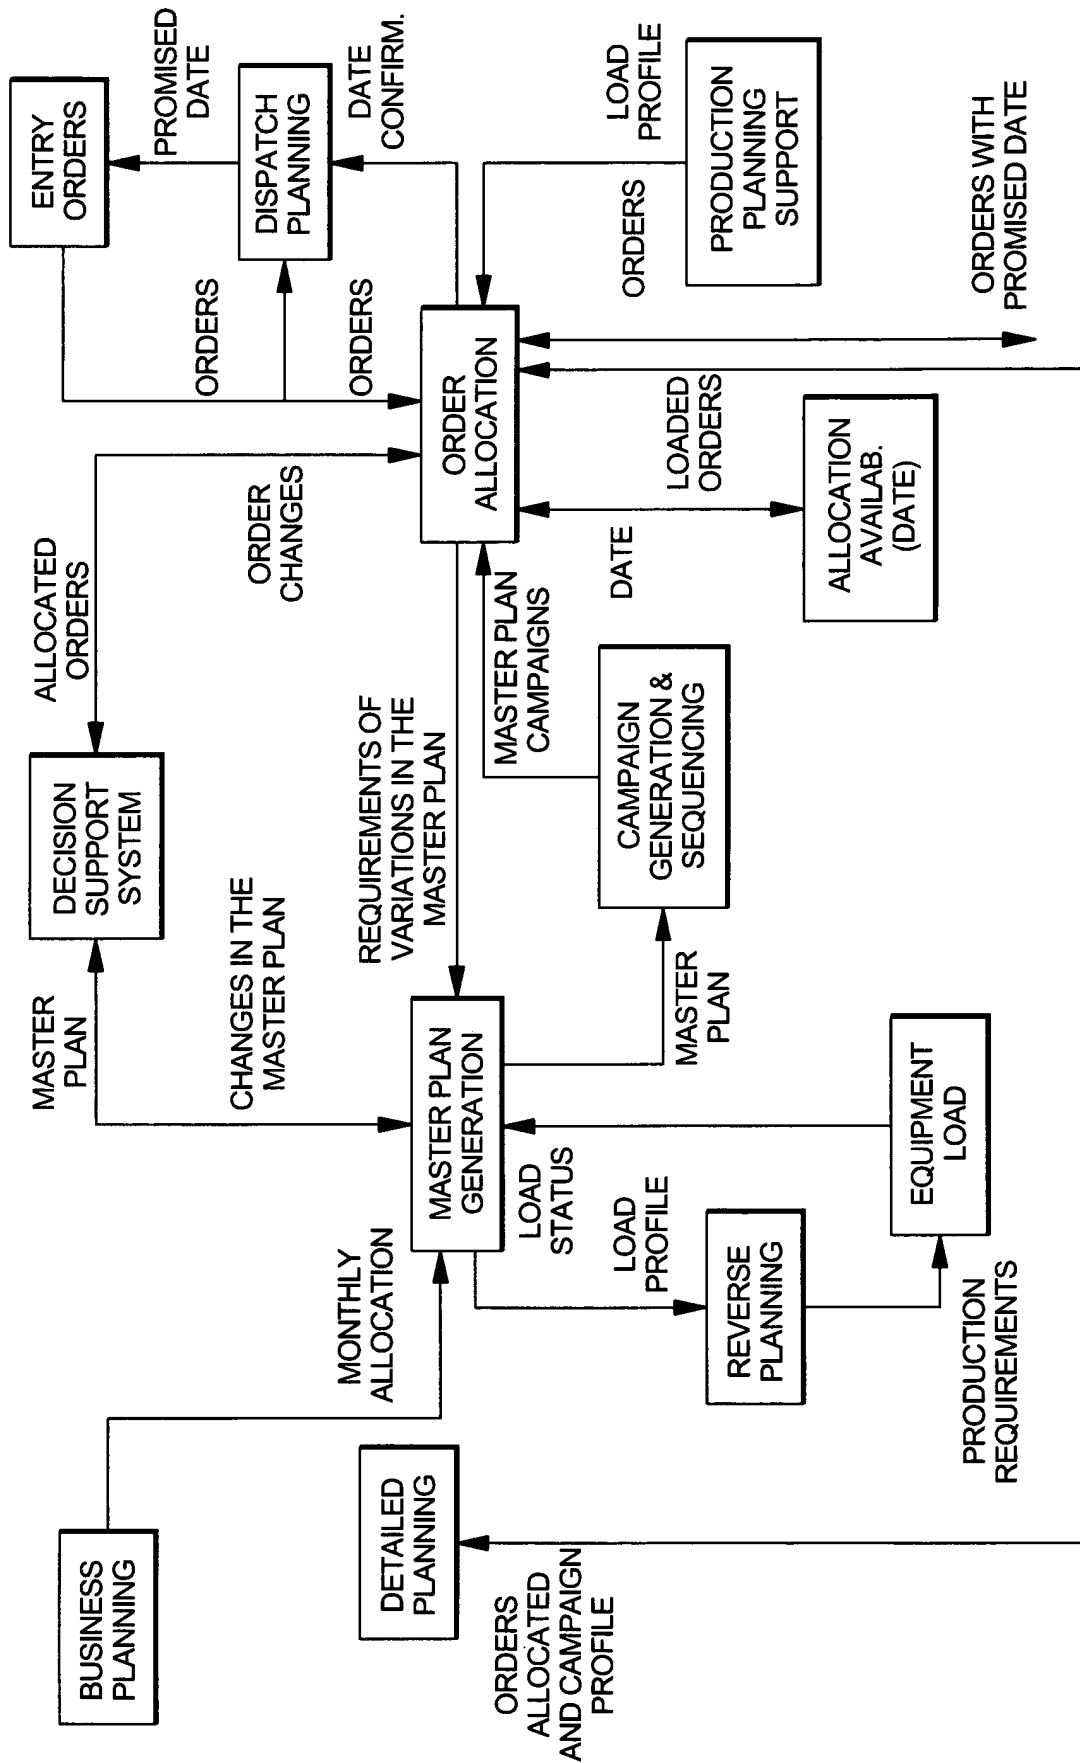 BUSINESS
PLANNING
MONTHLY
ALLOCATION
DETAILED
PLANNING
ORDERS
ALLOCATED
AND CAMPAIGN
PROFILE
MASTER
PLAN
DECISION
SUPPORT
SYSTEM
CHANGES IN THE
MASTER PLAN
MASTER PLAN
GENERATION
LOAD
STATUS
LOAD
PROFILE
REVERSE
PLANNING
PRODUCTION
REQUIREMENTS
EQUIPMENT
LOAD
MASTER
PLAN
CAMPAIGN
GENERATION &
SEQUENCING
MASTER PLAN
CAMPAIGNS
REQUIREMENTS OF
VARIATIONS IN THE
MASTER PLAN
ALLOCATED
ORDERS
ORDER
CHANGES
ORDER
ALLOCATION
DATE
LOADED
ORDERS
ALLOCATION
AVAILAB.
(DATE)
ENTRY
ORDERS
ORDERS
ORDERS
PROMISED
DATE
DISPATCH
PLANNING
DATE
CONFIRM.
ORDERS
LOAD
PROFILE
PRODUCTION
PLANNING
SUPPORT
ORDERS WITH
PROMISED DATE